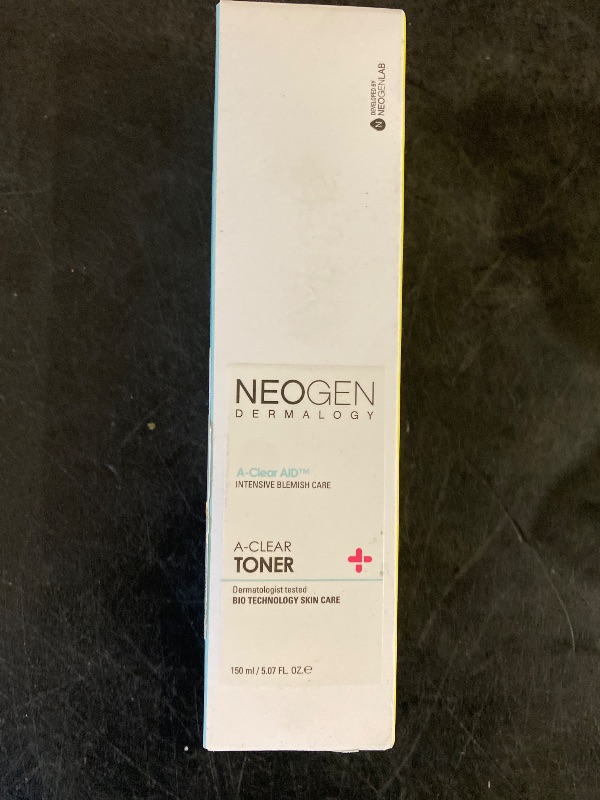 DEVELOPED BY
NEOGENLAB
N
NEOGEN
DERMALOGY
A-Clear AID™
INTENSIVE BLEMISH CARE
A-CLEAR
TONER
Dermatologist tested
BIO TECHNOLOGY SKIN CARE
150 ml / 5.07 FL. OZ.℮